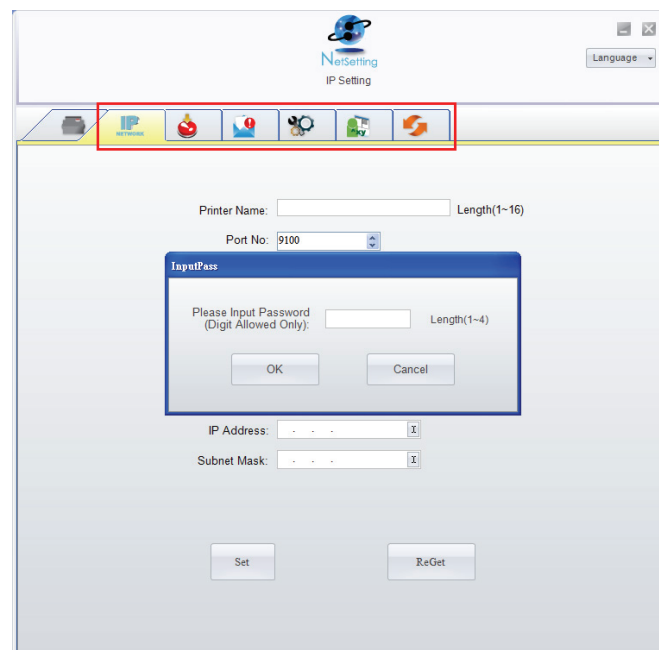 NetSetting
Language
IP Setting
IP
NETWORK
Printer Name:
Length(1~16)
Port No:
9100
InputPass
Please Input Password
(Digit Allowed Only):
Length(1~4)
OK
Cancel
IP Address:
Subnet Mask:
Set
ReGet